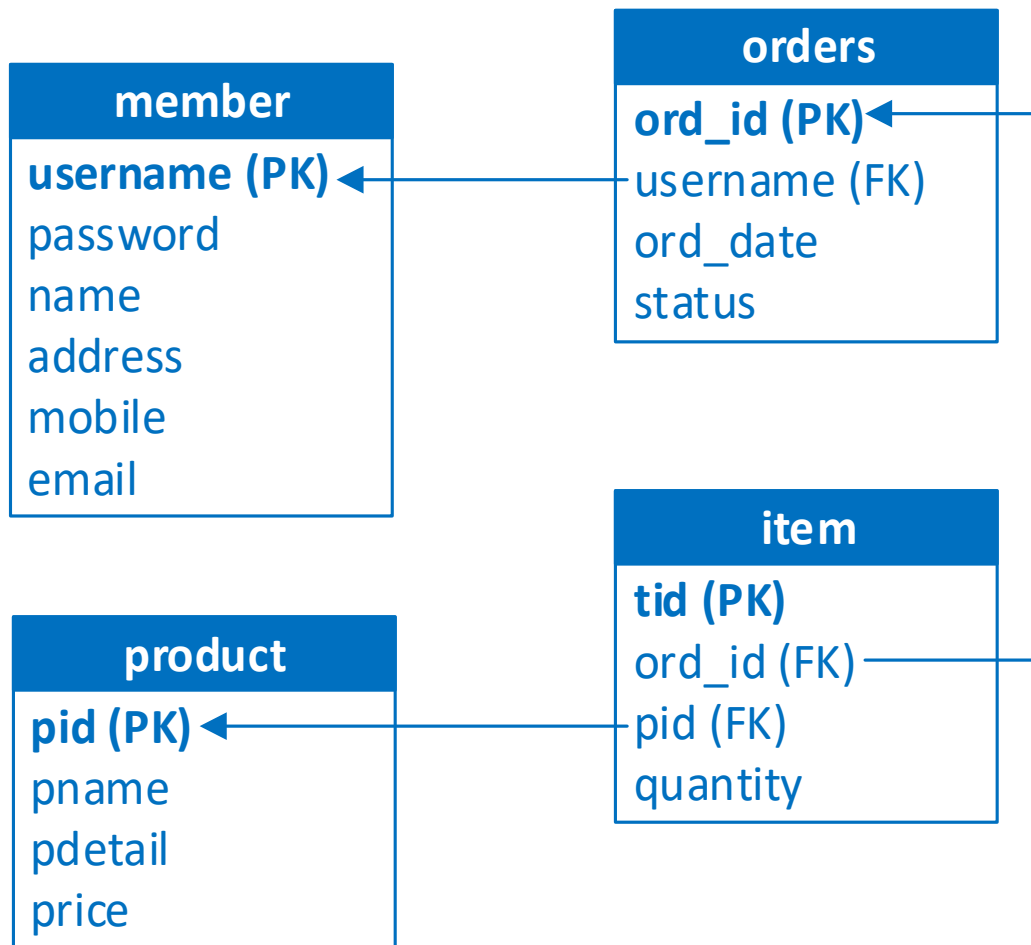 member
username (PK)
password
name
address
mobile
email
orders
ord_id (PK)
username (FK)
ord_date
status
product
pid (PK)
pname
pdetail
price
item
tid (PK)
ord_id (FK)
pid (FK)
quantity